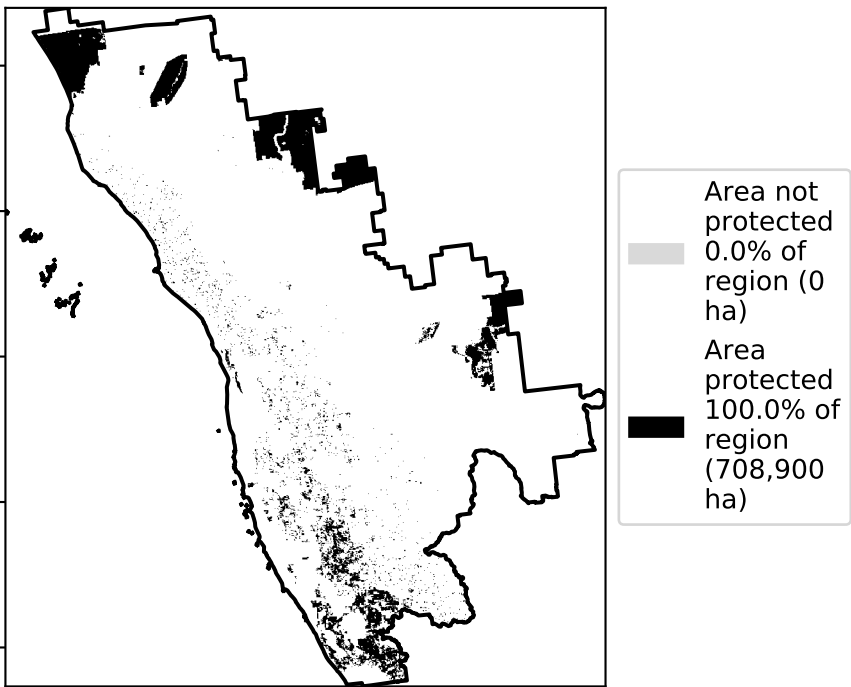 Area not
protected
0.0% of
region (0
ha)
Area
protected
100.0% of
region
(708,900
ha)